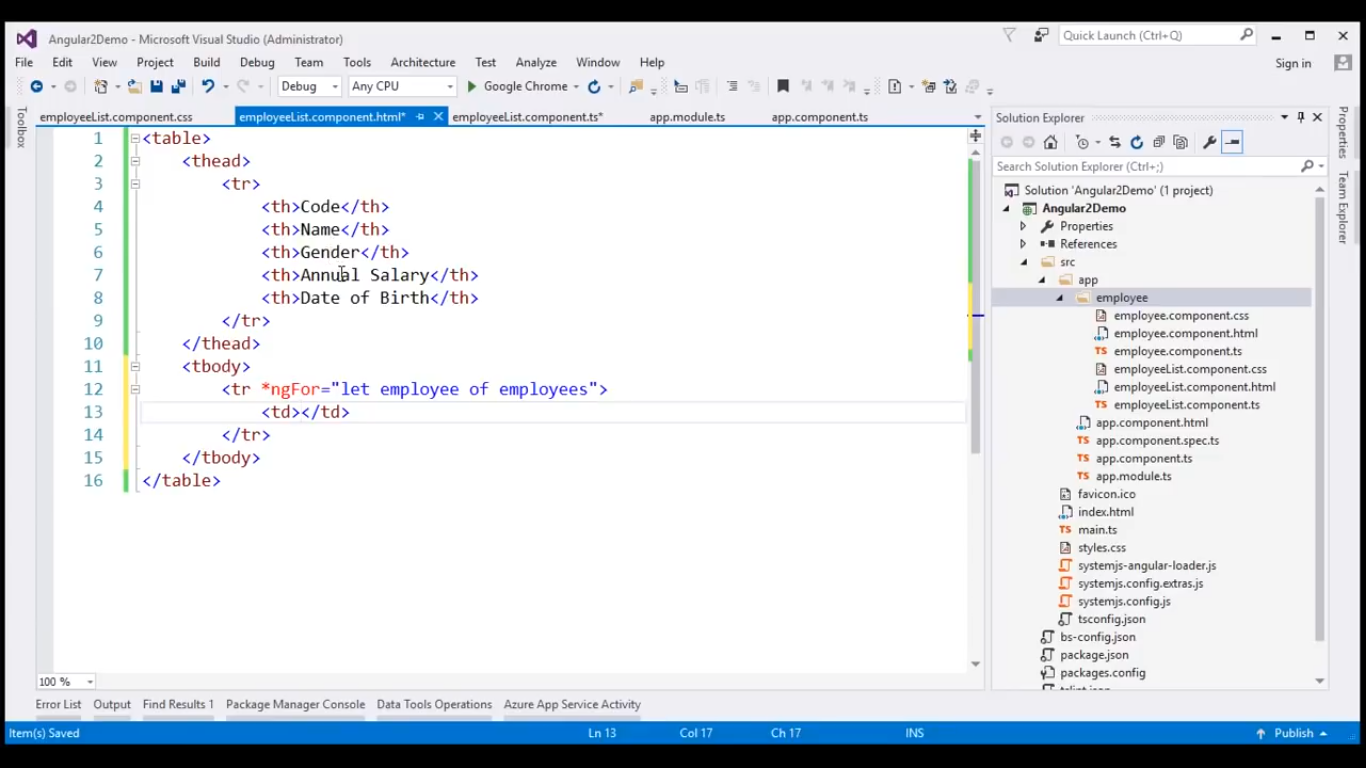 Angular2Demo - Microsoft Visual Studio (Administrator)
Quick Launch (Ctrl+Q)
File Edit View Project Build Debug Team Tools Architecture Test Analyze Window Help
Sign in
Debug Any CPU Google Chrome
Toolbox
employeeList.component.css employeeList.component.html* employeeList.component.ts* app.module.ts app.component.ts
1 <table>
2 <thead>
3 <tr>
4 <th>Code</th>
5 <th>Name</th>
6 <th>Gender</th>
7 <th>Annual Salary</th>
8 <th>Date of Birth</th>
9 </tr>
10 </thead>
11 <tbody>
12 <tr *ngFor="let employee of employees">
13 <td></td>
14 </tr>
15 </tbody>
16 </table>
100 %
Solution Explorer
Search Solution Explorer (Ctrl+;)
Solution 'Angular2Demo' (1 project)
Angular2Demo
Properties
References
src
app
employee
employee.component.css
employee.component.html
employee.component.ts
employeeList.component.css
employeeList.component.html
employeeList.component.ts
app.component.html
app.component.spec.ts
app.component.ts
app.module.ts
favicon.ico
index.html
main.ts
styles.css
systemjs-angular-loader.js
systemjs.config.extras.js
systemjs.config.js
tsconfig.json
bs-config.json
package.json
packages.config
Properties
Team Explorer
Error List Output Find Results 1 Package Manager Console Data Tools Operations Azure App Service Activity
Item(s) Saved Ln 13 Col 17 Ch 17 INS Publish